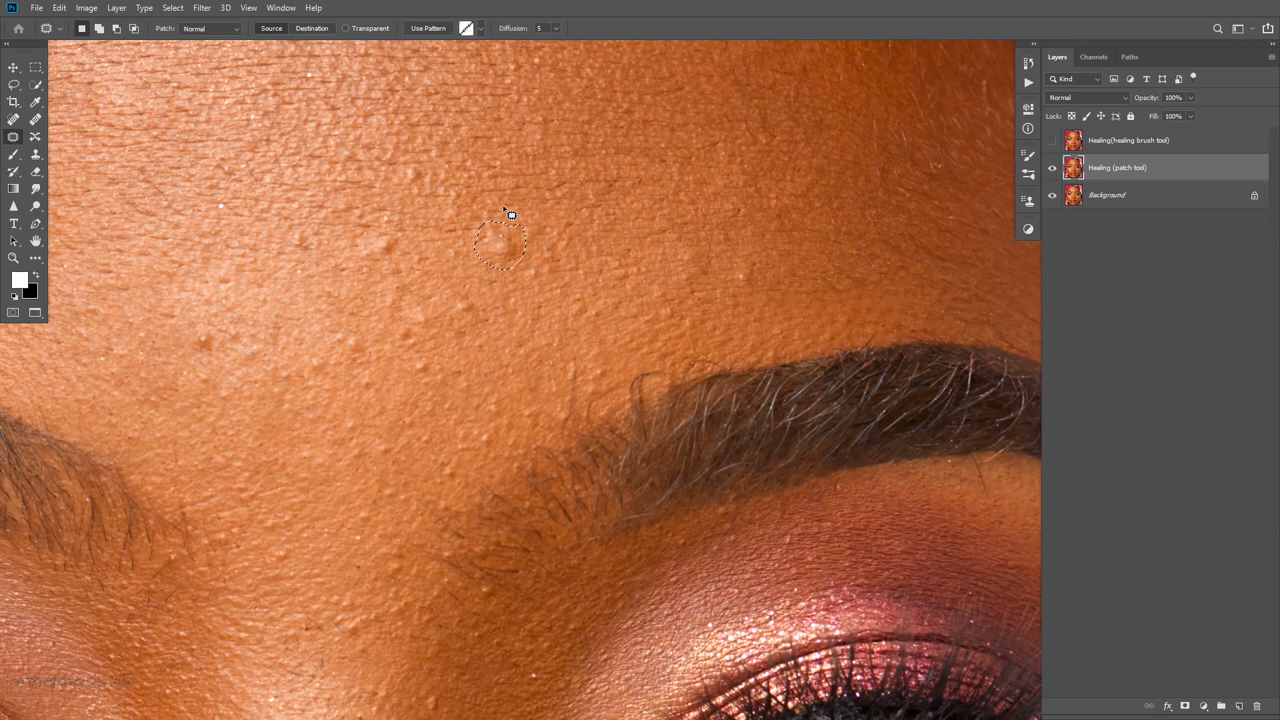 Ps File Edit Image Layer Type Select Filter 3D View Window Help
Patch: Normal Source Destination Transparent Use Pattern Diffusion: 5
Layers Channels Paths
Kind
Normal Opacity: 100%
Lock: Fill: 100%
Healing(healing brush tool)
Healing (patch tool)
Background